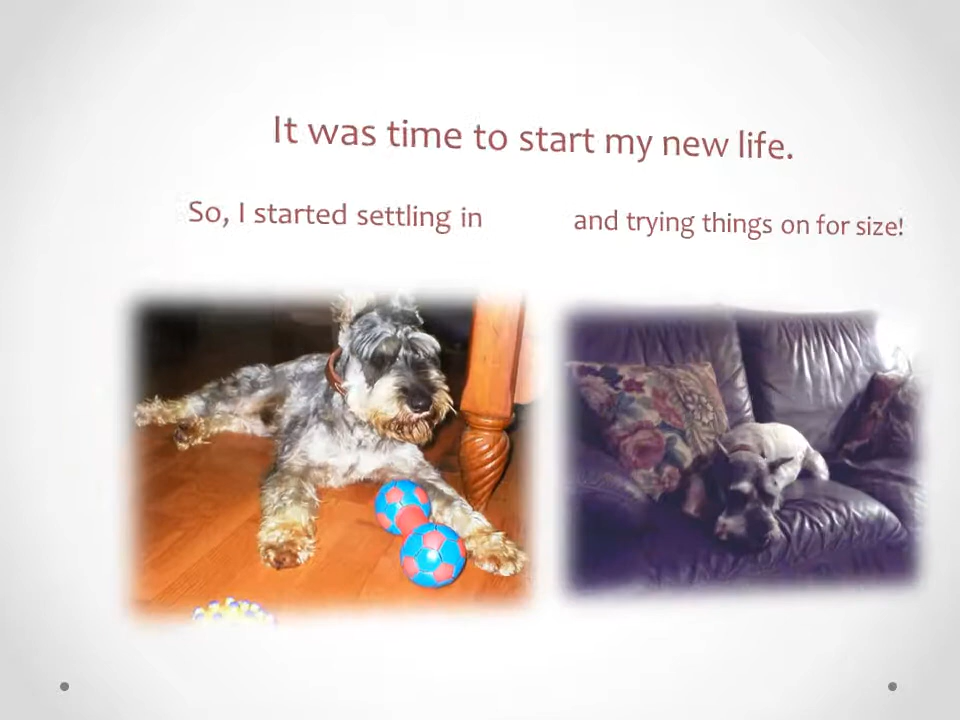 It was time to start my new life.
So, I started settling in
and trying things on for size!